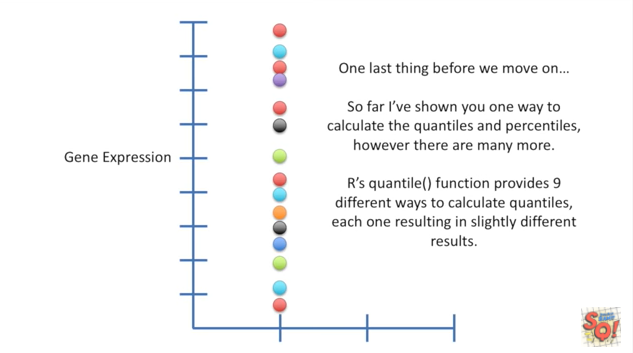 One last thing before we move on…
So far I've shown you one way to
calculate the quantiles and percentiles,
however there are many more.
Gene Expression
R's quantile() function provides 9
different ways to calculate quantiles,
each one resulting in slightly different
results.
SQ!